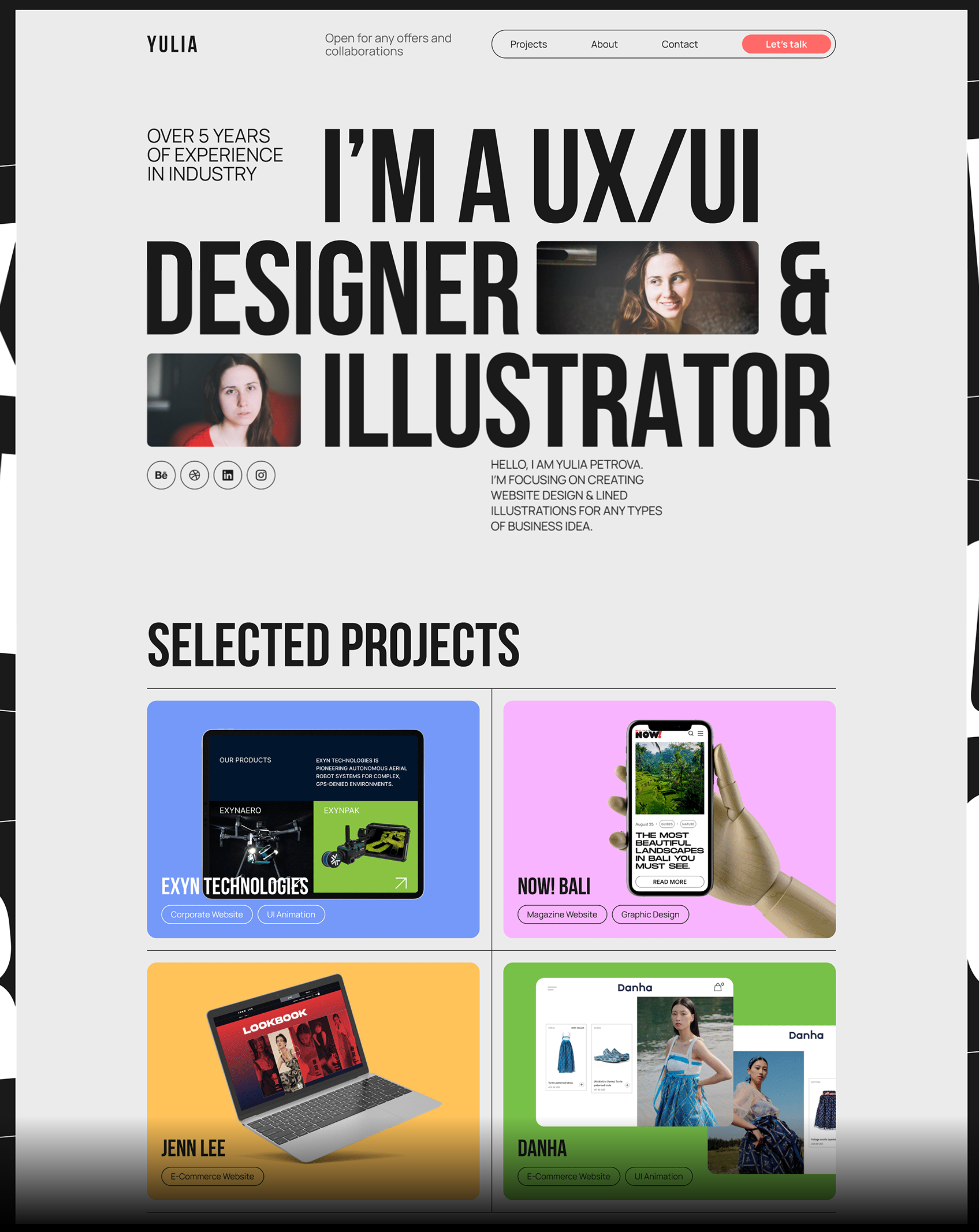 YULIA
Open for any offers and
collaborations
Projects
About
Contact
Let's talk
OVER 5 YEARS
OF EXPERIENCE
IN INDUSTRY
I'M A UX/UI
DESIGNER &
ILLUSTRATOR
Bē
in
HELLO, I AM YULIA PETROVA.
I'M FOCUSING ON CREATING
WEBSITE DESIGN & LINED
ILLUSTRATIONS FOR ANY TYPES
OF BUSINESS IDEA.
SELECTED PROJECTS
OUR PRODUCTS
EXYN TECHNOLOGIES IS
PIONEERING AUTONOMOUS AERIAL
ROBOT SYSTEMS FOR COMPLEX,
GPS-DENIED ENVIRONMENTS.
EXYNAERO
EXYNPAK
EXYN TECHNOLOGIES
Corporate Website
UI Animation
NOW!
August 25
THE MOST
BEAUTIFUL
LANDSCAPES
IN BALI YOU
MUST SEE.
READ MORE
NOW! BALI
Magazine Website
Graphic Design
LOOKBOOK
JENN LEE
E-Commerce Website
Danha
Danha
DANHA
E-Commerce Website
UI Animation